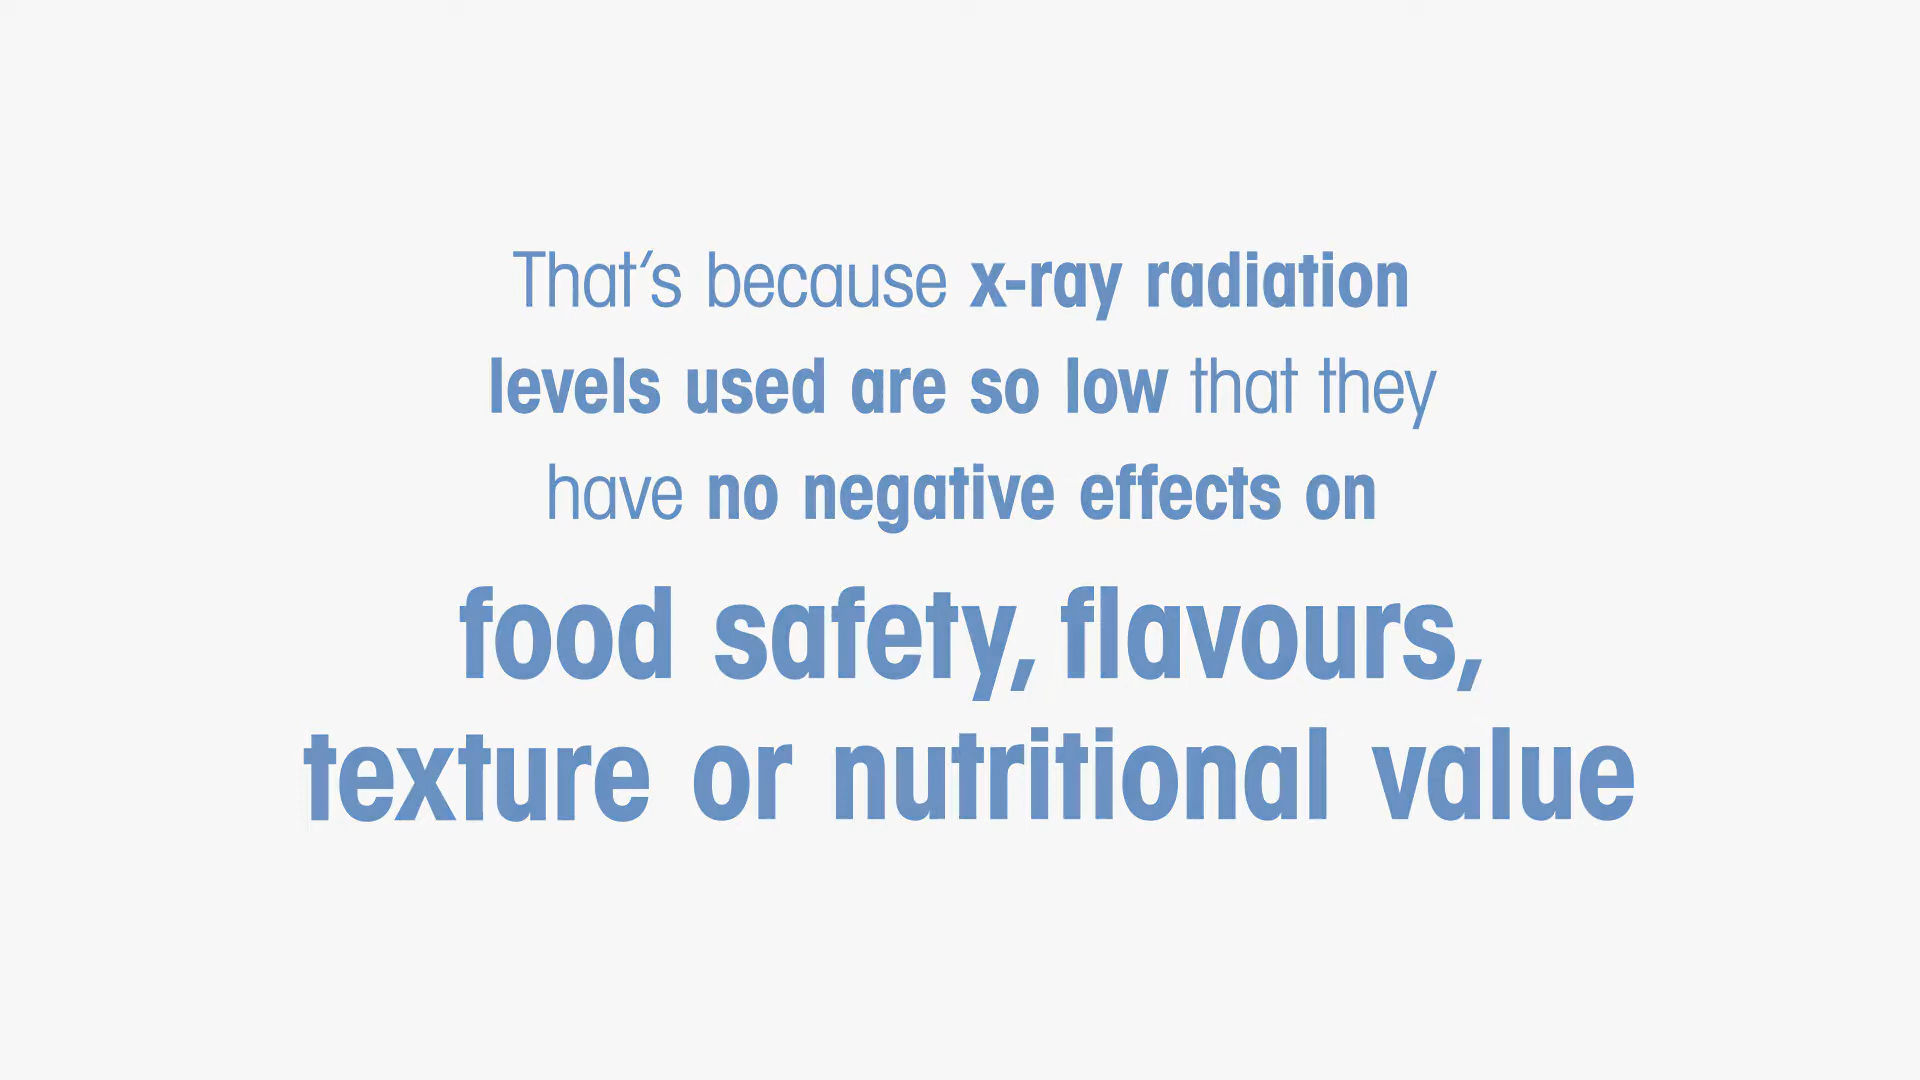 That's because x-ray radiation
levels used are so low that they
have no negative effects on
food safety, flavours,
texture or nutritional value